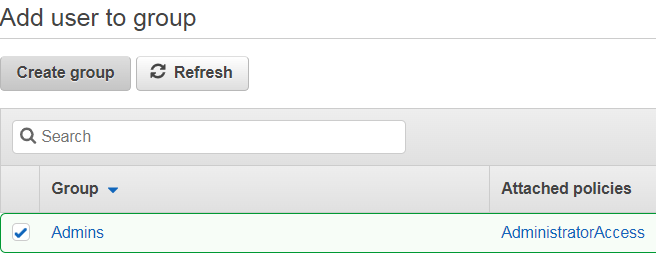 Add user to group
Create group Refresh
Search
Group Attached policies
Admins AdministratorAccess